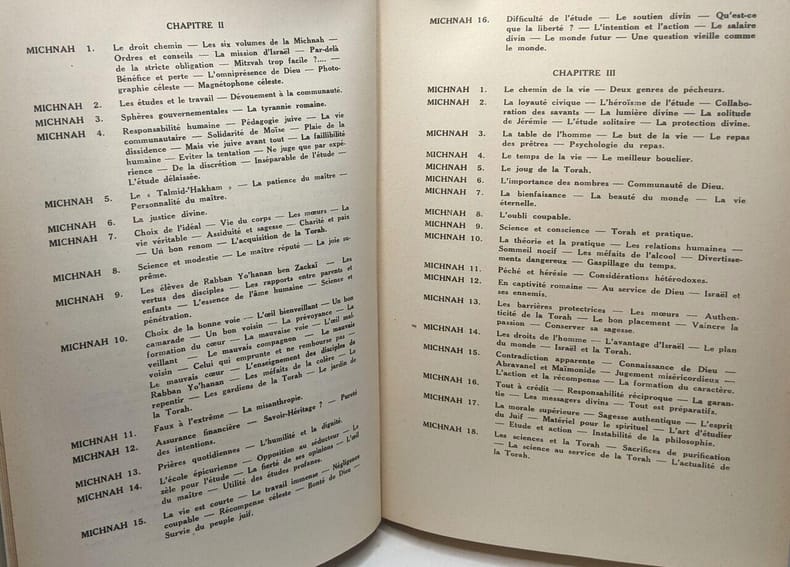 CHAPITRE II
MICHNAH 1. Le droit chemin — Les six volumes de la Michnah —
Ordres et conseils — La mission d'Israël — Par-delà
de la stricte obligation — Mitzvah trop facile ?.... —
Bénéfice et perte — L'omniprésence de Dieu — Photo-
graphie céleste — Magnétophone céleste.
MICHNAH 2. Les études et le travail — Dévouement à la communauté.
MICHNAH 3. Sphères gouvernementales — La tyrannie romaine.
MICHNAH 4. Responsabilité humaine — Pédagogie juive — La vie
communautaire — Solidarité de Moïse — Plaie de la
dissidence — Mais vie juive avant tout — La faillibilité
humaine — Eviter la tentation — Ne juge que par expé-
rience — De la discrétion — Inséparable de l'étude —
L'étude délaissée.
MICHNAH 5. Le « Talmid-Hakham » — La patience du maître —
Personnalité du maître.
MICHNAH 6. La justice divine.
MICHNAH 7. Choix de l'idéal — Vie du corps — Les mœurs — La
vie véritable — Assiduité et sagesse — Charité et paix
— Un bon renom — L'acquisition de la Torah.
MICHNAH 8. Science et modestie — Le maître réputé — La joie su-
prême.
MICHNAH 9. Les élèves de Rabban Yo'hanan ben Zackaï — Les
vertus des disciples — Les rapports entre parents et
enfants — L'essence de l'âme humaine — Science et
pénétration.
MICHNAH 10. Choix de la bonne voie — L'œil bienveillant — Un bon
camarade — Un bon voisin — La prévoyance — La
formation du cœur — La mauvaise voie — L'œil mal-
veillant — Le mauvais compagnon — Le mauvais
voisin — Celui qui emprunte et ne rembourse pas —
Le mauvais cœur — L'enseignement des disciples de
Rabban Yo'hanan — Les méfaits de la colère — Le
repentir — Les gardiens de la Torah — Le jardin de
la Torah.
MICHNAH 11. Faux à l'extrême — La misanthropie.
MICHNAH 12. Assurance financière — Savoir-Héritage ? — Pureté
des intentions.
MICHNAH 13. Prières quotidiennes — L'humilité et la dignité.
MICHNAH 14. L'école épicurienne — Opposition au séducteur — Le
zèle pour l'étude — La fierté de ses opinions — L'œil
du maître — Utilité des études profanes.
MICHNAH 15. La vie est courte — Le travail immense — Négligence
coupable — Récompense céleste — Bonté de Dieu —
Survie du peuple juif.
MICHNAH 16. Difficulté de l'étude — Le soutien divin — Qu'est-ce
que la liberté ? — L'intention et l'action — Le salaire
divin — Le monde futur — Une question vieille comme
le monde.
CHAPITRE III
MICHNAH 1. Le chemin de la vie — Deux genres de pécheurs.
MICHNAH 2. La loyauté civique — L'héroïsme de l'étude — Collabo-
ration des savants — La lumière divine — La solitude
de Jérémie — L'étude solitaire — La protection divine.
MICHNAH 3. La table de l'homme — Le but de la vie — Le repas
des prêtres — Psychologie du repas.
MICHNAH 4. Le temps de la vie — Le meilleur bouclier.
MICHNAH 5. Le joug de la Torah.
MICHNAH 6. L'importance des nombres — Communauté de Dieu.
MICHNAH 7. La bienfaisance — La beauté du monde — La vie
éternelle.
MICHNAH 8. L'oubli coupable.
MICHNAH 9. Science et conscience — Torah et pratique.
MICHNAH 10. La théorie et la pratique — Les relations humaines —
Sommeil nocif — Les méfaits de l'alcool — Divertisse-
ments dangereux — Gaspillage du temps.
MICHNAH 11. Péché et hérésie — Considérations hétérodoxes.
MICHNAH 12. En captivité romaine — Au service de Dieu — Israël et
ses ennemis.
MICHNAH 13. Les barrières protectrices — Les mœurs — Authen-
ticité de la Torah — Le bon placement — Vaincre la
passion — Conserver sa sagesse.
MICHNAH 14. Les droits de l'homme — L'avantage d'Israël — Le plan
du monde — Israël et la Torah.
MICHNAH 15. Contradiction apparente — Connaissance de Dieu —
Abravanel et Maïmonide — Jugement miséricordieux —
L'action et la récompense — La formation du caractère.
MICHNAH 16. Tout à crédit — Responsabilité réciproque — La garan-
tie — Les messagers divins — Tout est préparatifs.
MICHNAH 17. La morale supérieure — Sagesse authentique — L'esprit
du Juif — Matériel pour le spirituel — L'art d'étudier
— Etude et action — Instabilité de la philosophie.
MICHNAH 18. Les sciences et la Torah — Sacrifices de purification
— La science au service de la Torah — L'actualité de
la Torah.